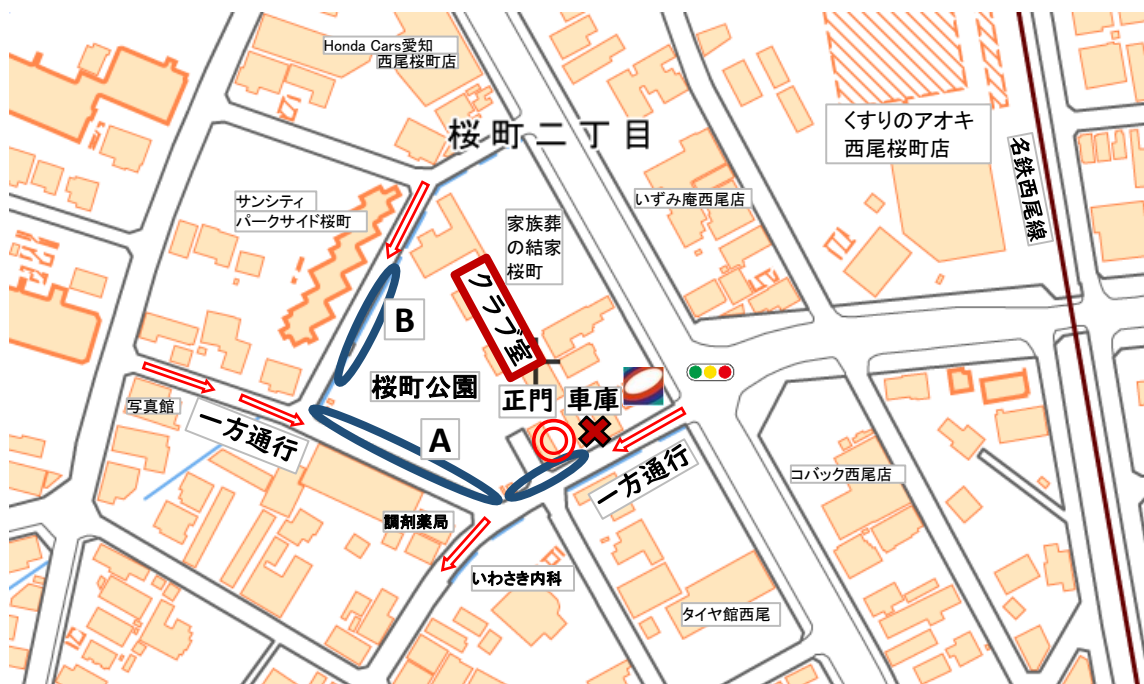 Honda Cars愛知
西尾桜町店
桜町二丁目
くすりのアオキ
西尾桜町店
名鉄西尾線
サンシティ
パークサイド桜町
いずみ庵西尾店
家族葬
の結家
桜町
クラブ室
B
桜町公園
正門
車庫
写真館
一方通行
A
一方通行
コバック西尾店
調剤薬局
いわさき内科
タイヤ館西尾